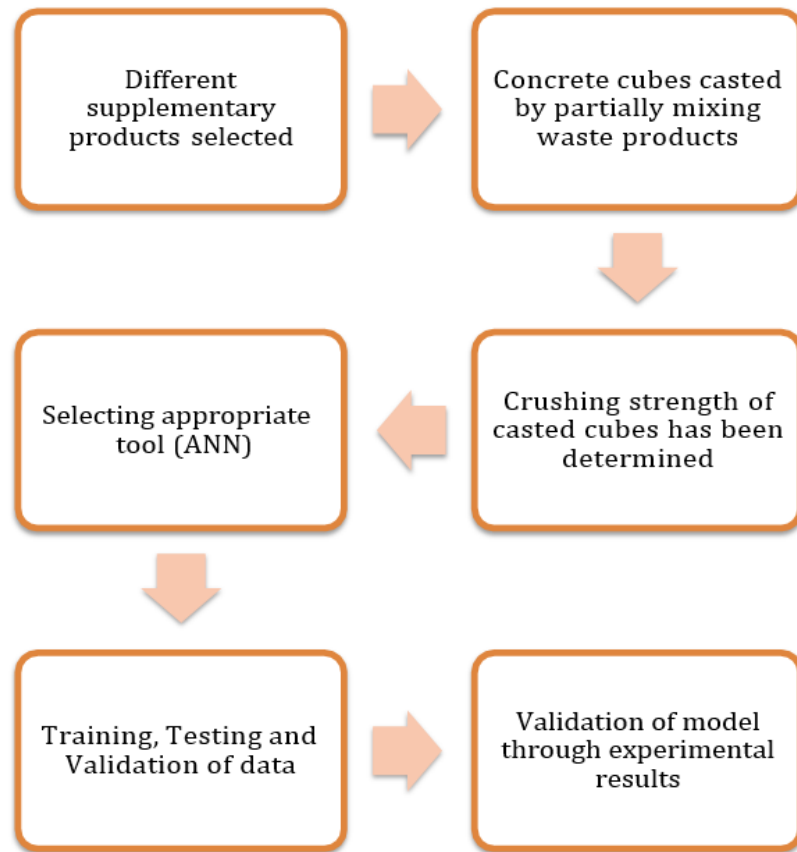 Different
supplementary
products selected
Concrete cubes casted
by partially mixing
waste products
Crushing strength of
casted cubes has been
determined
Selecting appropriate
tool (ANN)
Training, Testing and
Validation of data
Validation of model
through experimental
results